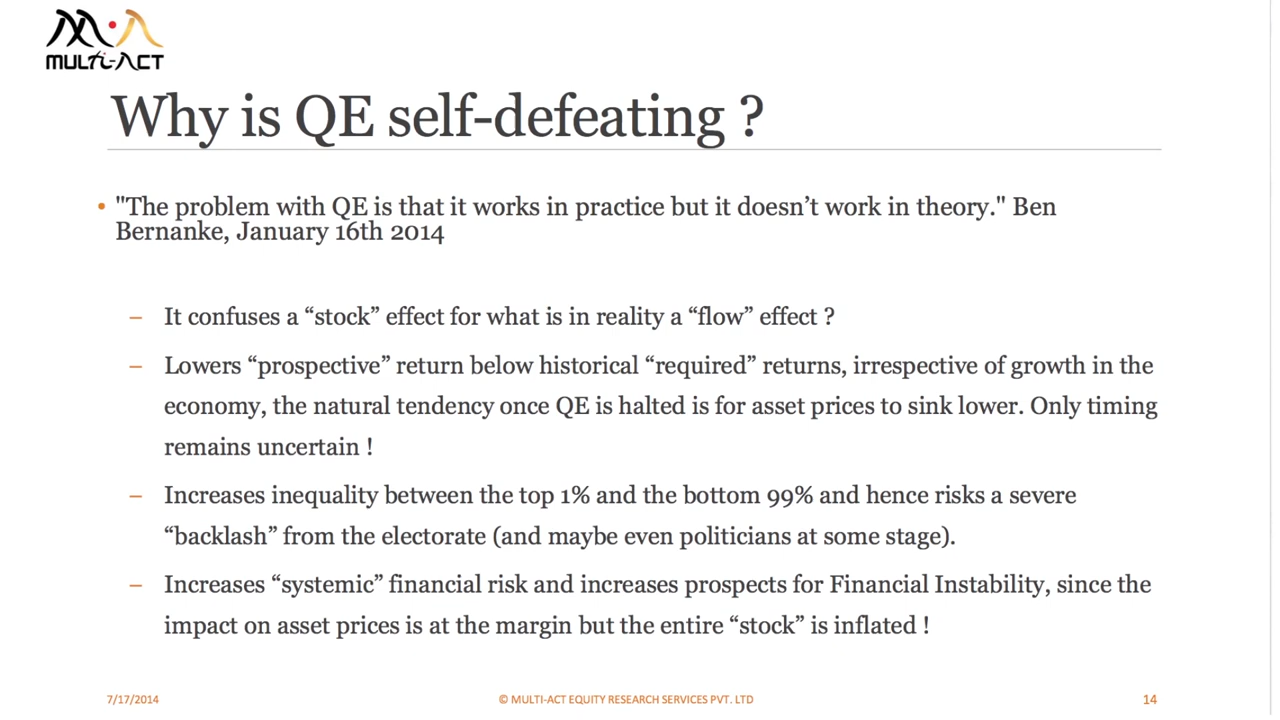 MULTI-ACT
Why is QE self-defeating ?
• "The problem with QE is that it works in practice but it doesn’t work in theory." Ben
Bernanke, January 16th 2014
– It confuses a “stock” effect for what is in reality a “flow” effect ?
– Lowers “prospective” return below historical “required” returns, irrespective of growth in the
economy, the natural tendency once QE is halted is for asset prices to sink lower. Only timing
remains uncertain !
– Increases inequality between the top 1% and the bottom 99% and hence risks a severe
“backlash” from the electorate (and maybe even politicians at some stage).
– Increases “systemic” financial risk and increases prospects for Financial Instability, since the
impact on asset prices is at the margin but the entire “stock” is inflated !
7/17/2014
© MULTI-ACT EQUITY RESEARCH SERVICES PVT. LTD
14